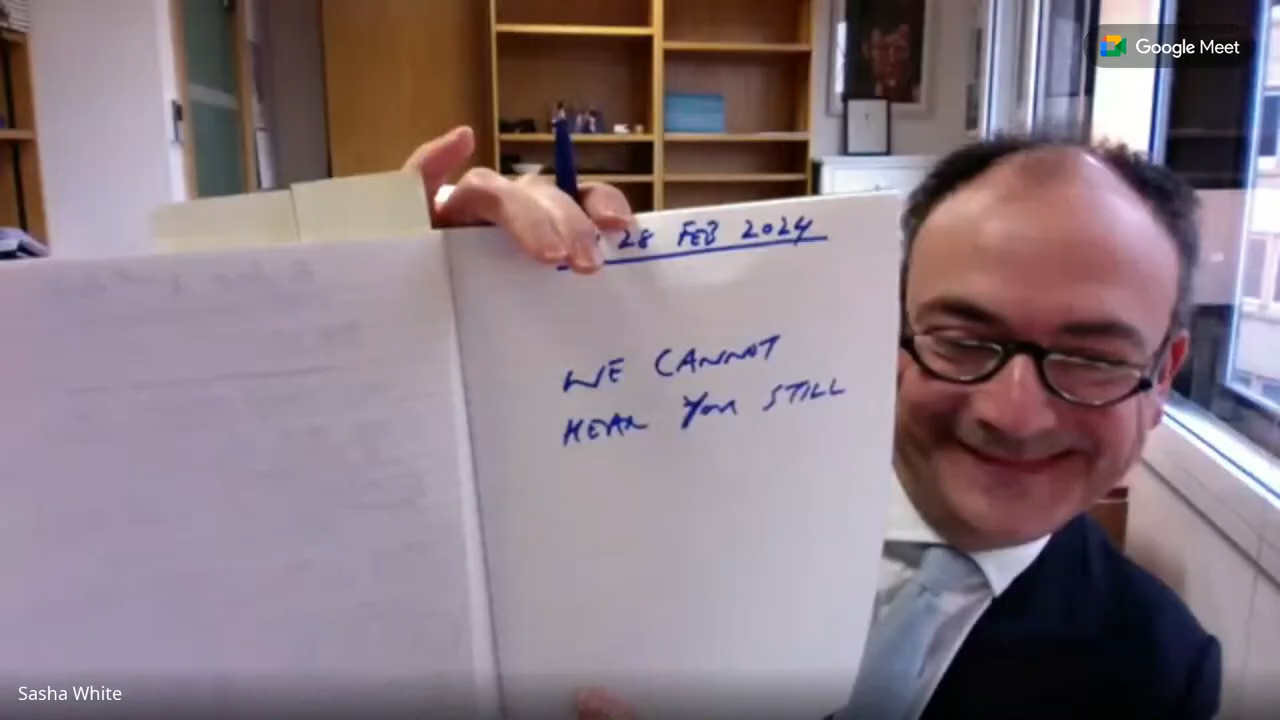 Google Meet
28 FEB 2024
WE CANNOT
HEAR YOU STILL
Sasha White